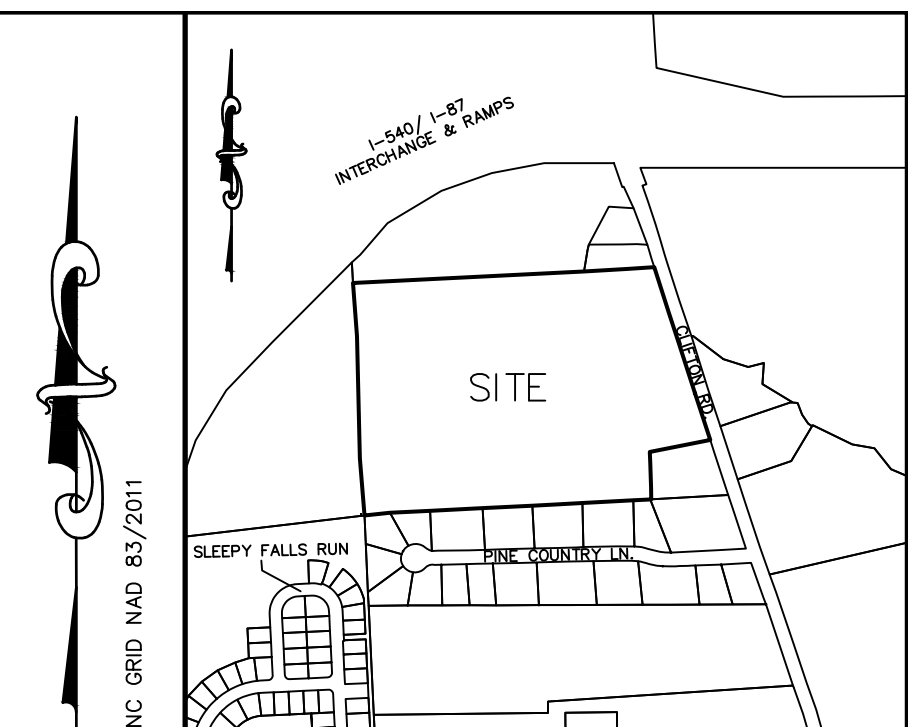 I-540/ I-87
INTERCHANGE & RAMPS
SITE
CLIFTON RD.
SLEEPY FALLS RUN
PINE COUNTRY LN.
NC GRID NAD 83/2011